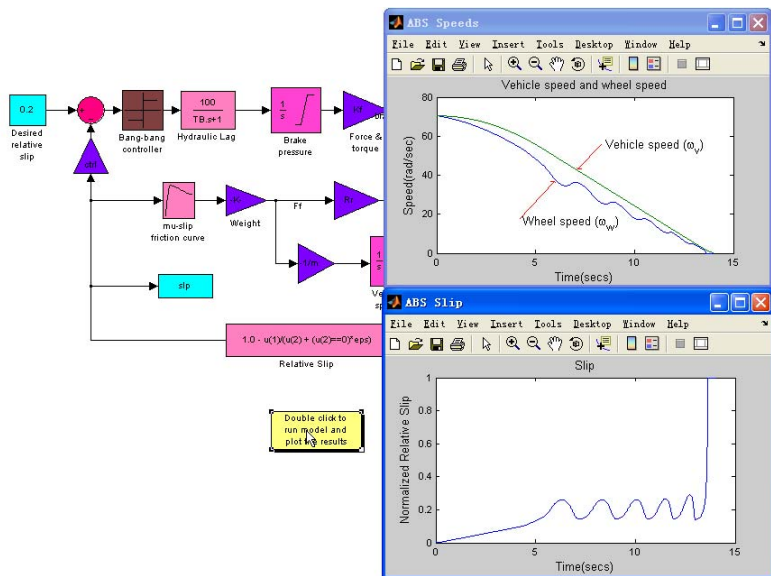 0.2
Desired
relative
slip
Bang-bang
controller
100
TB.s+1
Hydraulic Lag
1
s
Brake
pressure
Kf
Force &
torque
ctrl
mu-slip
friction curve
Weight
Ff
1/m
1
s
slp
1.0 - u(1)/(u(2) + (u(2)==0)*eps)
Relative Slip
Double click to
run model and
results
ABS Speeds
File Edit View Insert Tools Desktop Window Help
Vehicle speed and wheel speed
80
60
40
20
0
Speed(rad/sec)
Vehicle speed (ωv)
Wheel speed (ωw)
0 5 10 15
Time(secs)
ABS Slip
File Edit View Insert Tools Desktop Window Help
Slip
1
0.8
0.6
0.4
0.2
0
Normalized Relative Slip
0 5 10 15
Time(secs)